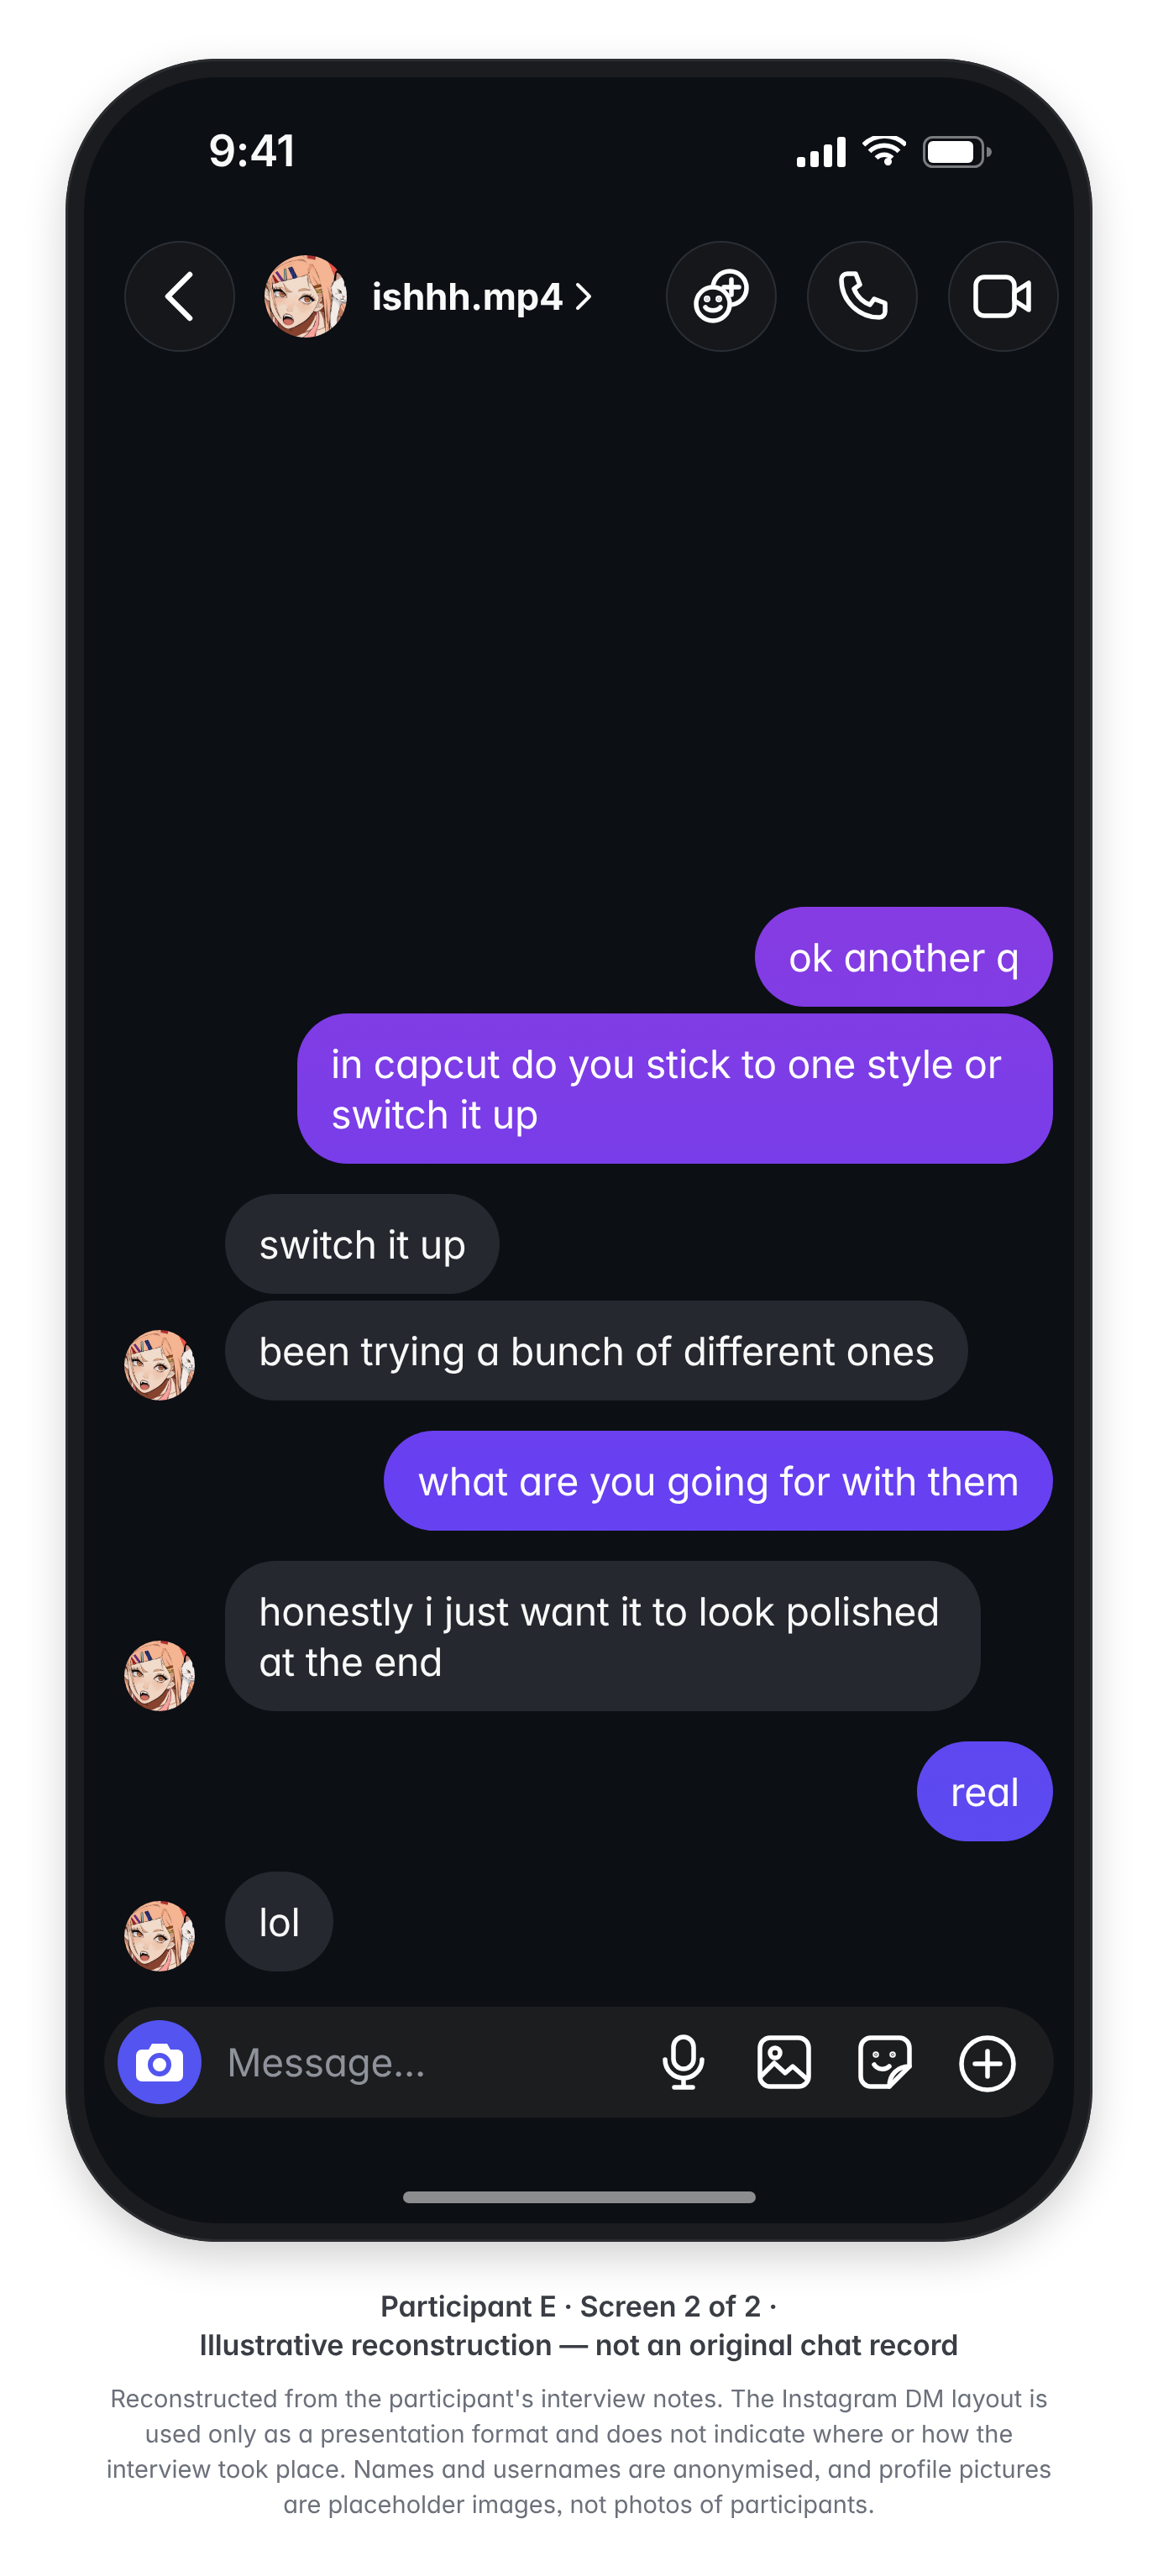 9:41
ishhh.mp4
ok another q
in capcut do you stick to one style or
switch it up
switch it up
been trying a bunch of different ones
what are you going for with them
honestly i just want it to look polished
at the end
real
lol
Message...
Participant E · Screen 2 of 2 ·
Illustrative reconstruction — not an original chat record
Reconstructed from the participant's interview notes. The Instagram DM layout is
used only as a presentation format and does not indicate where or how the
interview took place. Names and usernames are anonymised, and profile pictures
are placeholder images, not photos of participants.